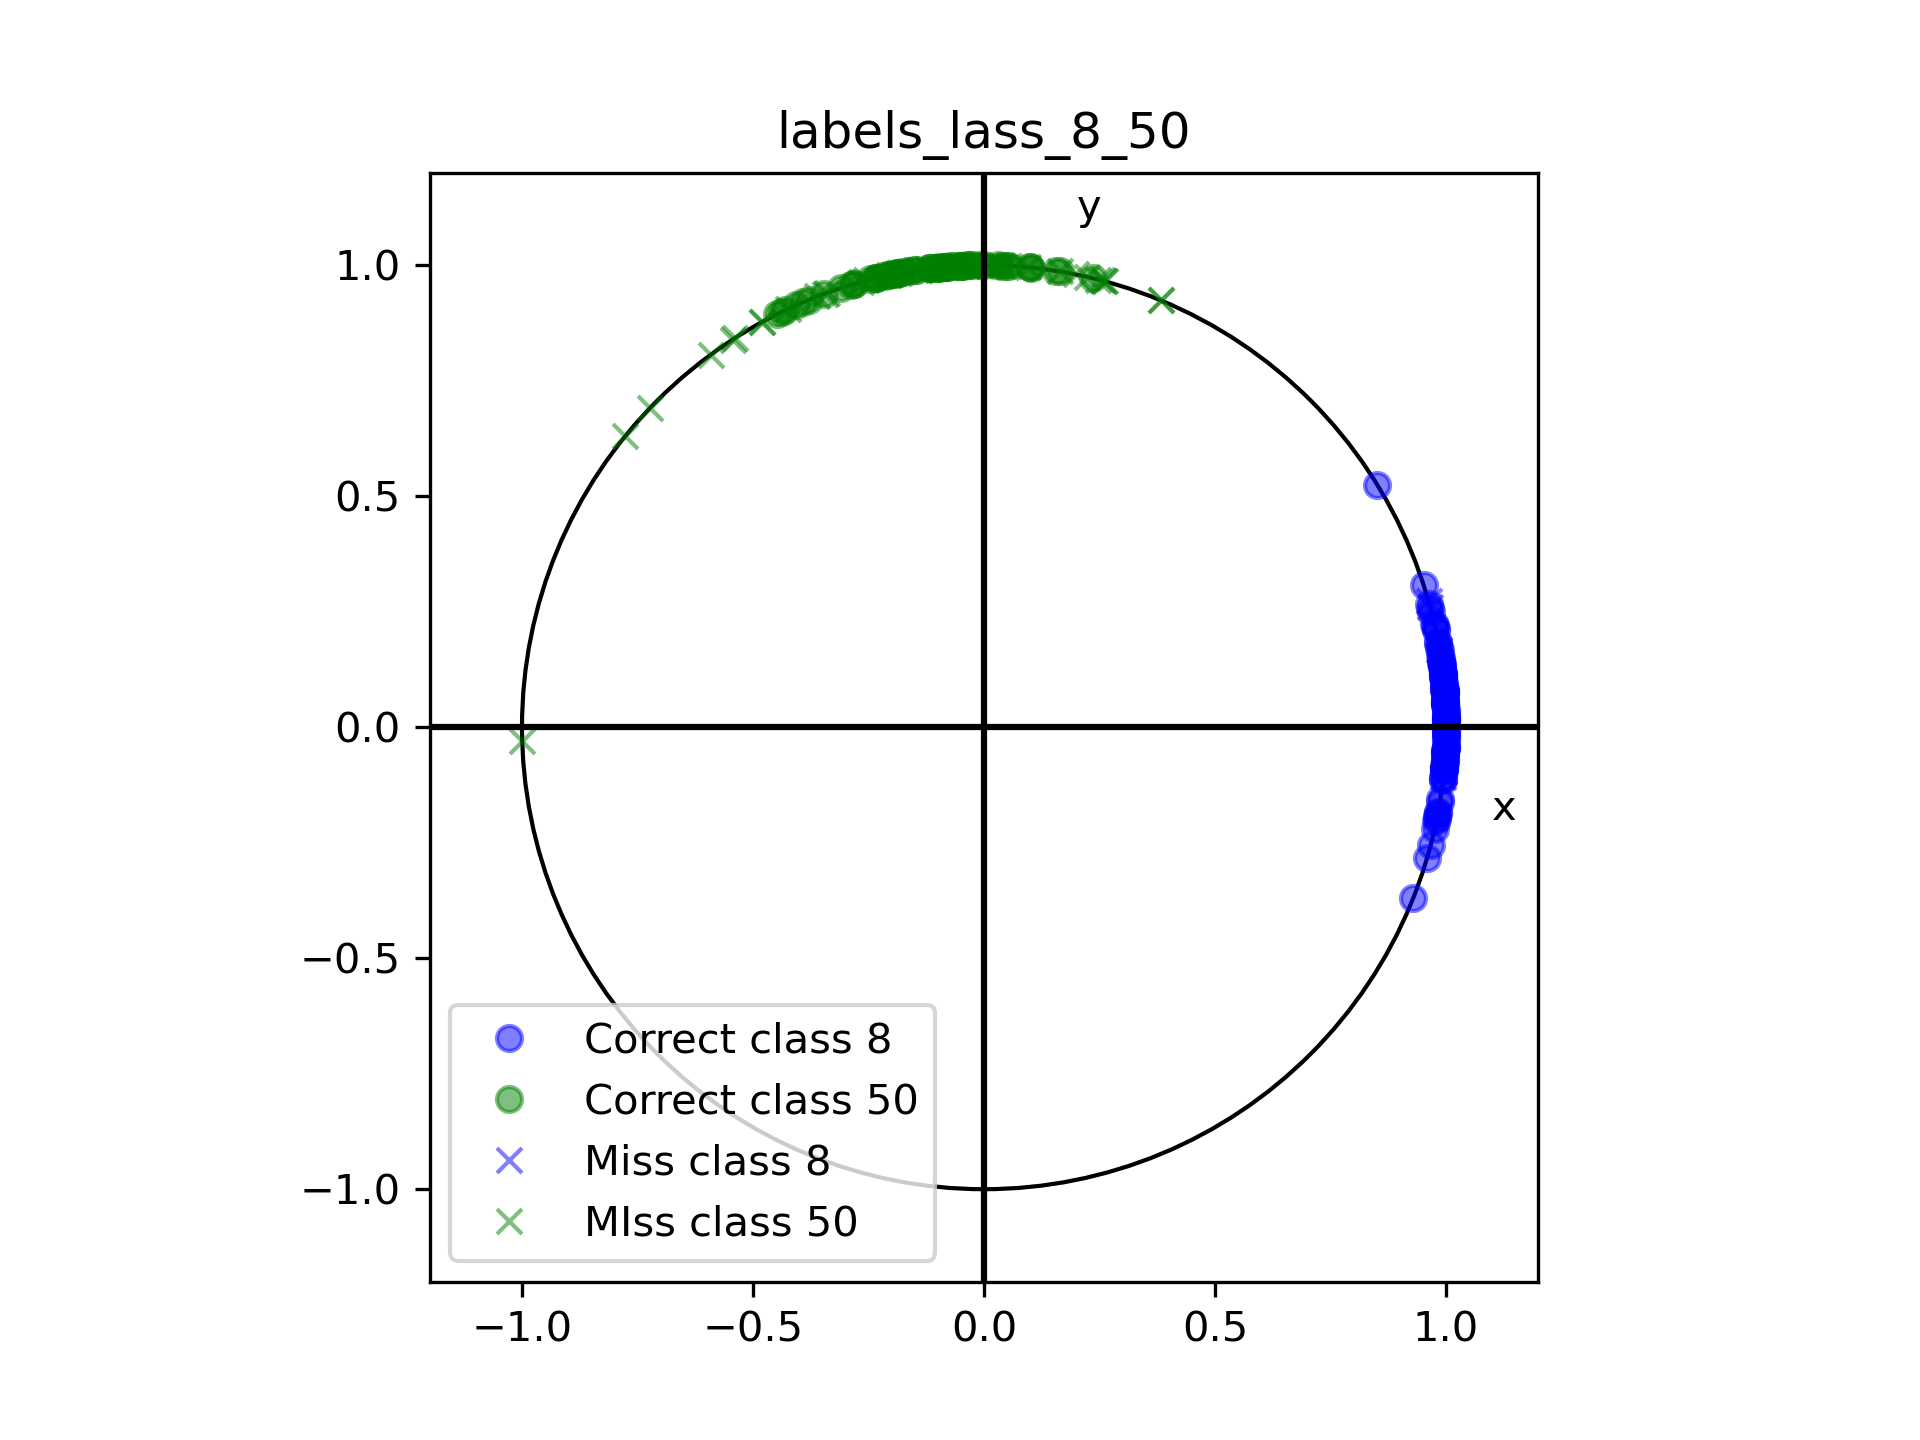 labels_lass_8_50
y
1.0
0.5
0.0
−0.5
−1.0
x
Correct class 8
Correct class 50
Miss class 8
MIss class 50
−1.0 −0.5 0.0 0.5 1.0